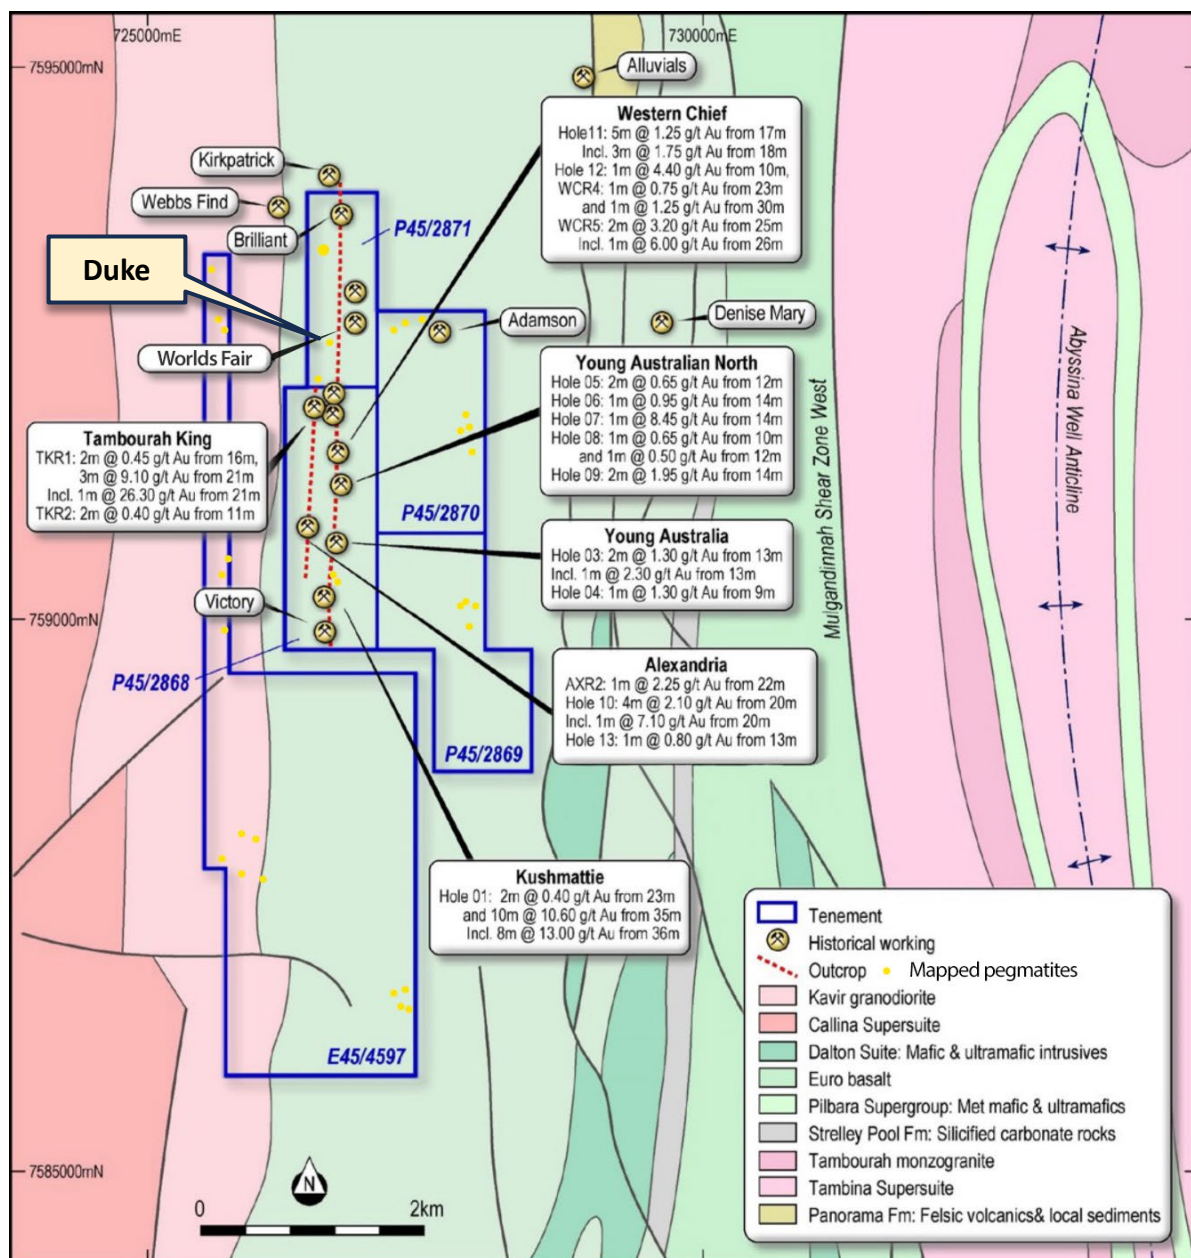 725000mE
730000mE
7595000mN
Alluvials
Western Chief
Hole11: 5m @ 1.25 g/t Au from 17m
Incl. 3m @ 1.75 g/t Au from 18m
Hole 12: 1m @ 4.40 g/t Au from 10m,
WCR4: 1m @ 0.75 g/t Au from 23m
and 1m @ 1.25 g/t Au from 30m
WCR5: 2m @ 3.20 g/t Au from 25m
Incl. 1m @ 6.00 g/t Au from 26m
Kirkpatrick
Webbs Find
Brilliant
P45/2871
Duke
Adamson
Denise Mary
Worlds Fair
Young Australian North
Hole 05: 2m @ 0.65 g/t Au from 12m
Hole 06: 1m @ 0.95 g/t Au from 14m
Hole 07: 1m @ 8.45 g/t Au from 14m
Hole 08: 1m @ 0.65 g/t Au from 10m
and 1m @ 0.50 g/t Au from 12m
Hole 09: 2m @ 1.95 g/t Au from 14m
Abyssina Well Anticline
Mulgandinnah Shear Zone West
Tambourah King
TKR1: 2m @ 0.45 g/t Au from 16m,
3m @ 9.10 g/t Au from 21m
Incl. 1m @ 26.30 g/t Au from 21m
TKR2: 2m @ 0.40 g/t Au from 11m
P45/2870
Young Australia
Hole 03: 2m @ 1.30 g/t Au from 13m
Incl. 1m @ 2.30 g/t Au from 13m
Hole 04: 1m @ 1.30 g/t Au from 9m
Victory
759000mN
P45/2868
Alexandria
AXR2: 1m @ 2.25 g/t Au from 22m
Hole 10: 4m @ 2.10 g/t Au from 20m
Incl. 1m @ 7.10 g/t Au from 20m
Hole 13: 1m @ 0.80 g/t Au from 13m
P45/2869
Kushmattie
Hole 01: 2m @ 0.40 g/t Au from 23m
and 10m @ 10.60 g/t Au from 35m
Incl. 8m @ 13.00 g/t Au from 36m
E45/4597
Tenement
Historical working
Outcrop Mapped pegmatites
Kavir granodiorite
Callina Supersuite
Dalton Suite: Mafic & ultramafic intrusives
Euro basalt
Pilbara Supergroup: Met mafic & ultramafics
Strelley Pool Fm: Silicified carbonate rocks
Tambourah monzogranite
Tambina Supersuite
Panorama Fm: Felsic volcanics& local sediments
7585000mN
N
0 2km